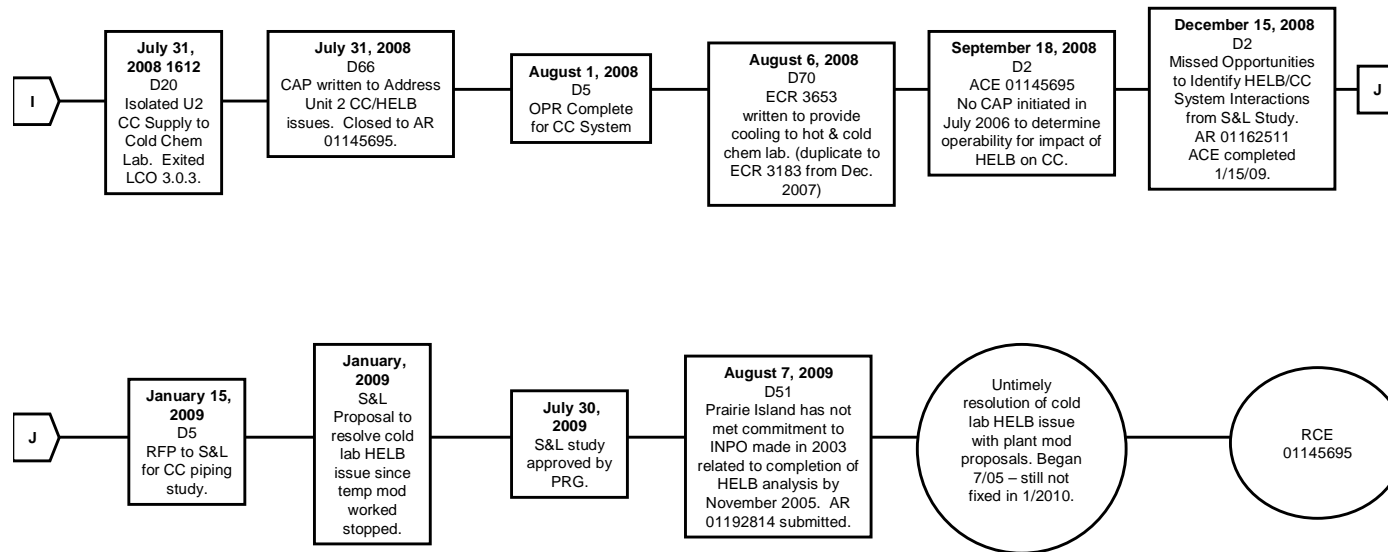 I
July 31,
2008 1612
D20
Isolated U2
CC Supply to
Cold Chem
Lab. Exited
LCO 3.0.3.
July 31, 2008
D66
CAP written to Address
Unit 2 CC/HELB
issues. Closed to AR
01145695.
August 1, 2008
D5
OPR Complete
for CC System
August 6, 2008
D70
ECR 3653
written to provide
cooling to hot & cold
chem lab. (duplicate to
ECR 3183 from Dec.
2007)
September 18, 2008
D2
ACE 01145695
No CAP initiated in
July 2006 to determine
operability for impact of
HELB on CC.
December 15, 2008
D2
Missed Opportunities
to Identify HELB/CC
System Interactions
from S&L Study.
AR 01162511
ACE completed
1/15/09.
J
J
January 15,
2009
D5
RFP to S&L
for CC piping
study.
January,
2009
S&L
Proposal to
resolve cold
lab HELB
issue since
temp mod
worked
stopped.
July 30,
2009
S&L study
approved by
PRG.
August 7, 2009
D51
Prairie Island has not
met commitment to
INPO made in 2003
related to completion of
HELB analysis by
November 2005. AR
01192814 submitted.
Untimely
resolution of cold
lab HELB issue
with plant mod
proposals. Began
7/05 – still not
fixed in 1/2010.
RCE
01145695